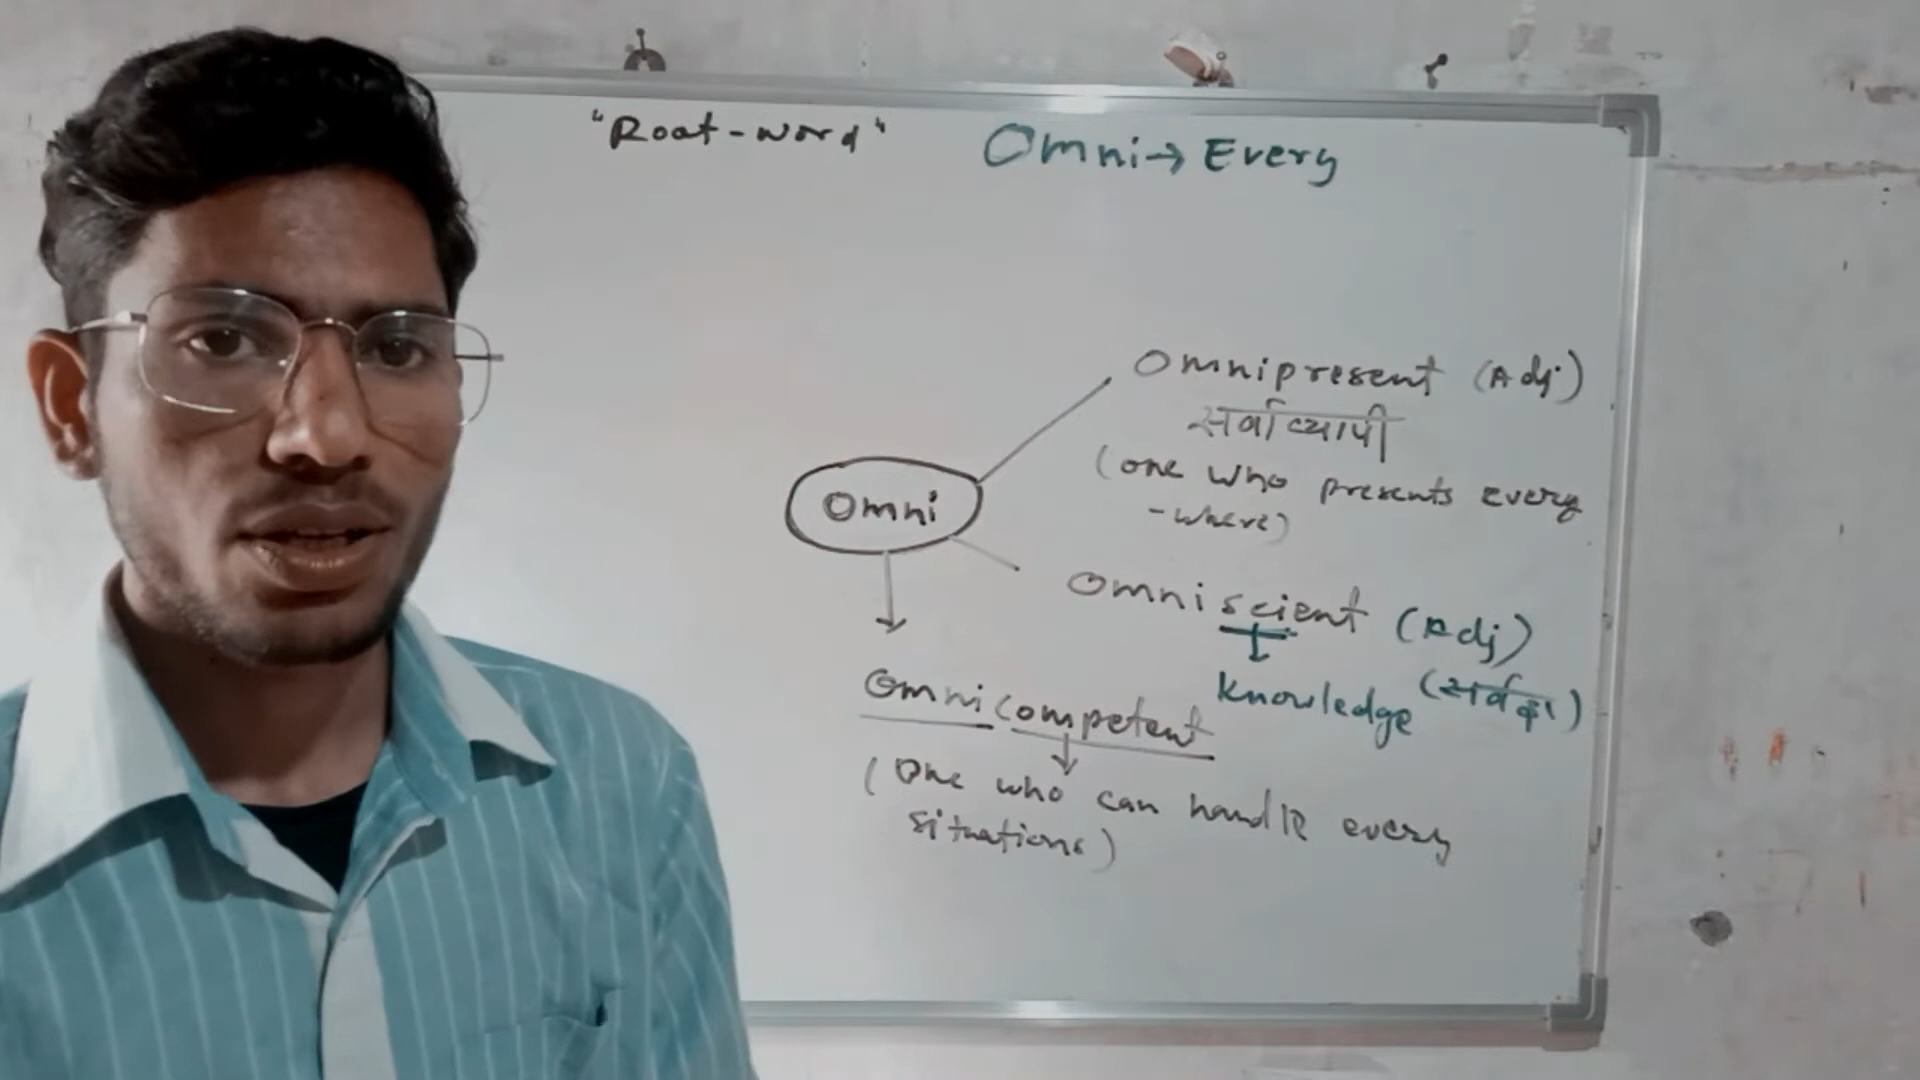 "Root-word"
Omni → Every
Omnipresent (Adj.)
सर्वाव्यापी
(one who presents every
-where)
Omni
Omniscient (Adj)
Knowledge (सर्वज्ञ)
Omnicompetent
(One who can handle every
situations)